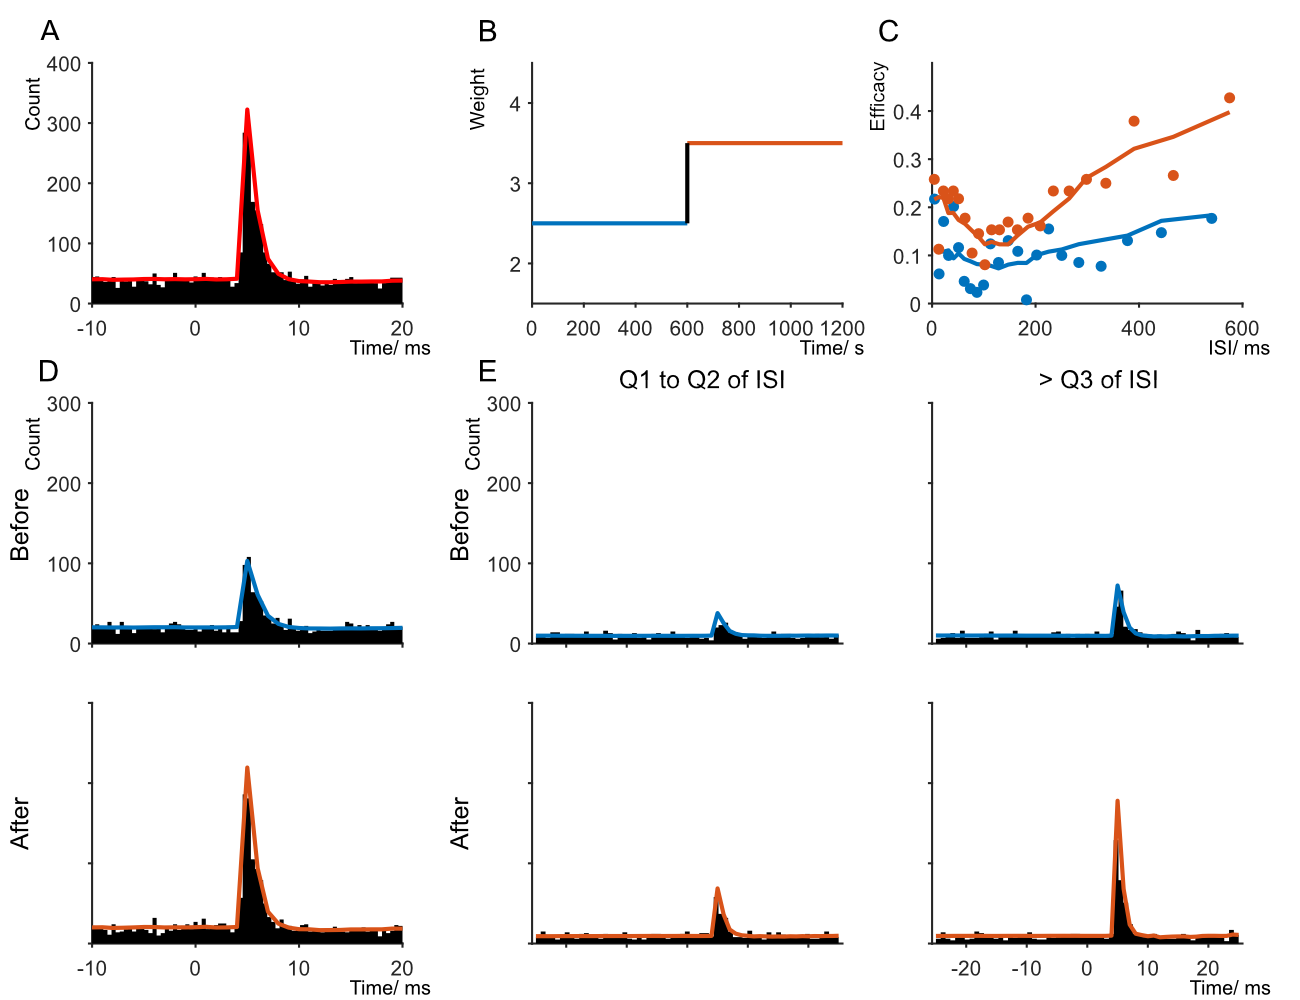 A
B
C
Count
400
300
200
100
0
-10
0
10
20
Time/ ms
Weight
4
3
2
0
200
400
600
800
1000
1200
Time/ s
Efficacy
0.4
0.3
0.2
0.1
0
0
200
400
600
ISI/ ms
D
E
Q1 to Q2 of ISI
> Q3 of ISI
Before
Count
300
200
100
0
Before
Count
300
200
100
0
After
-10
0
10
20
Time/ ms
After
-20
-10
0
10
20
Time/ ms